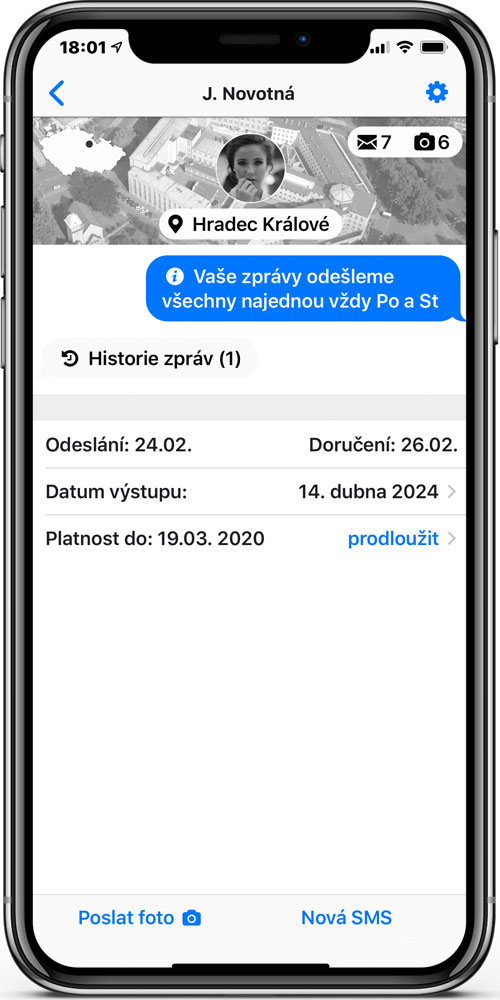 18:01
J. Novotná
7 6
Hradec Králové
Vaše zprávy odešleme
všechny najednou vždy Po a St
Historie zpráv (1)
Odeslání: 24.02. Doručení: 26.02.
Datum výstupu: 14. dubna 2024
Platnost do: 19.03. 2020 prodloužit
Poslat foto Nová SMS